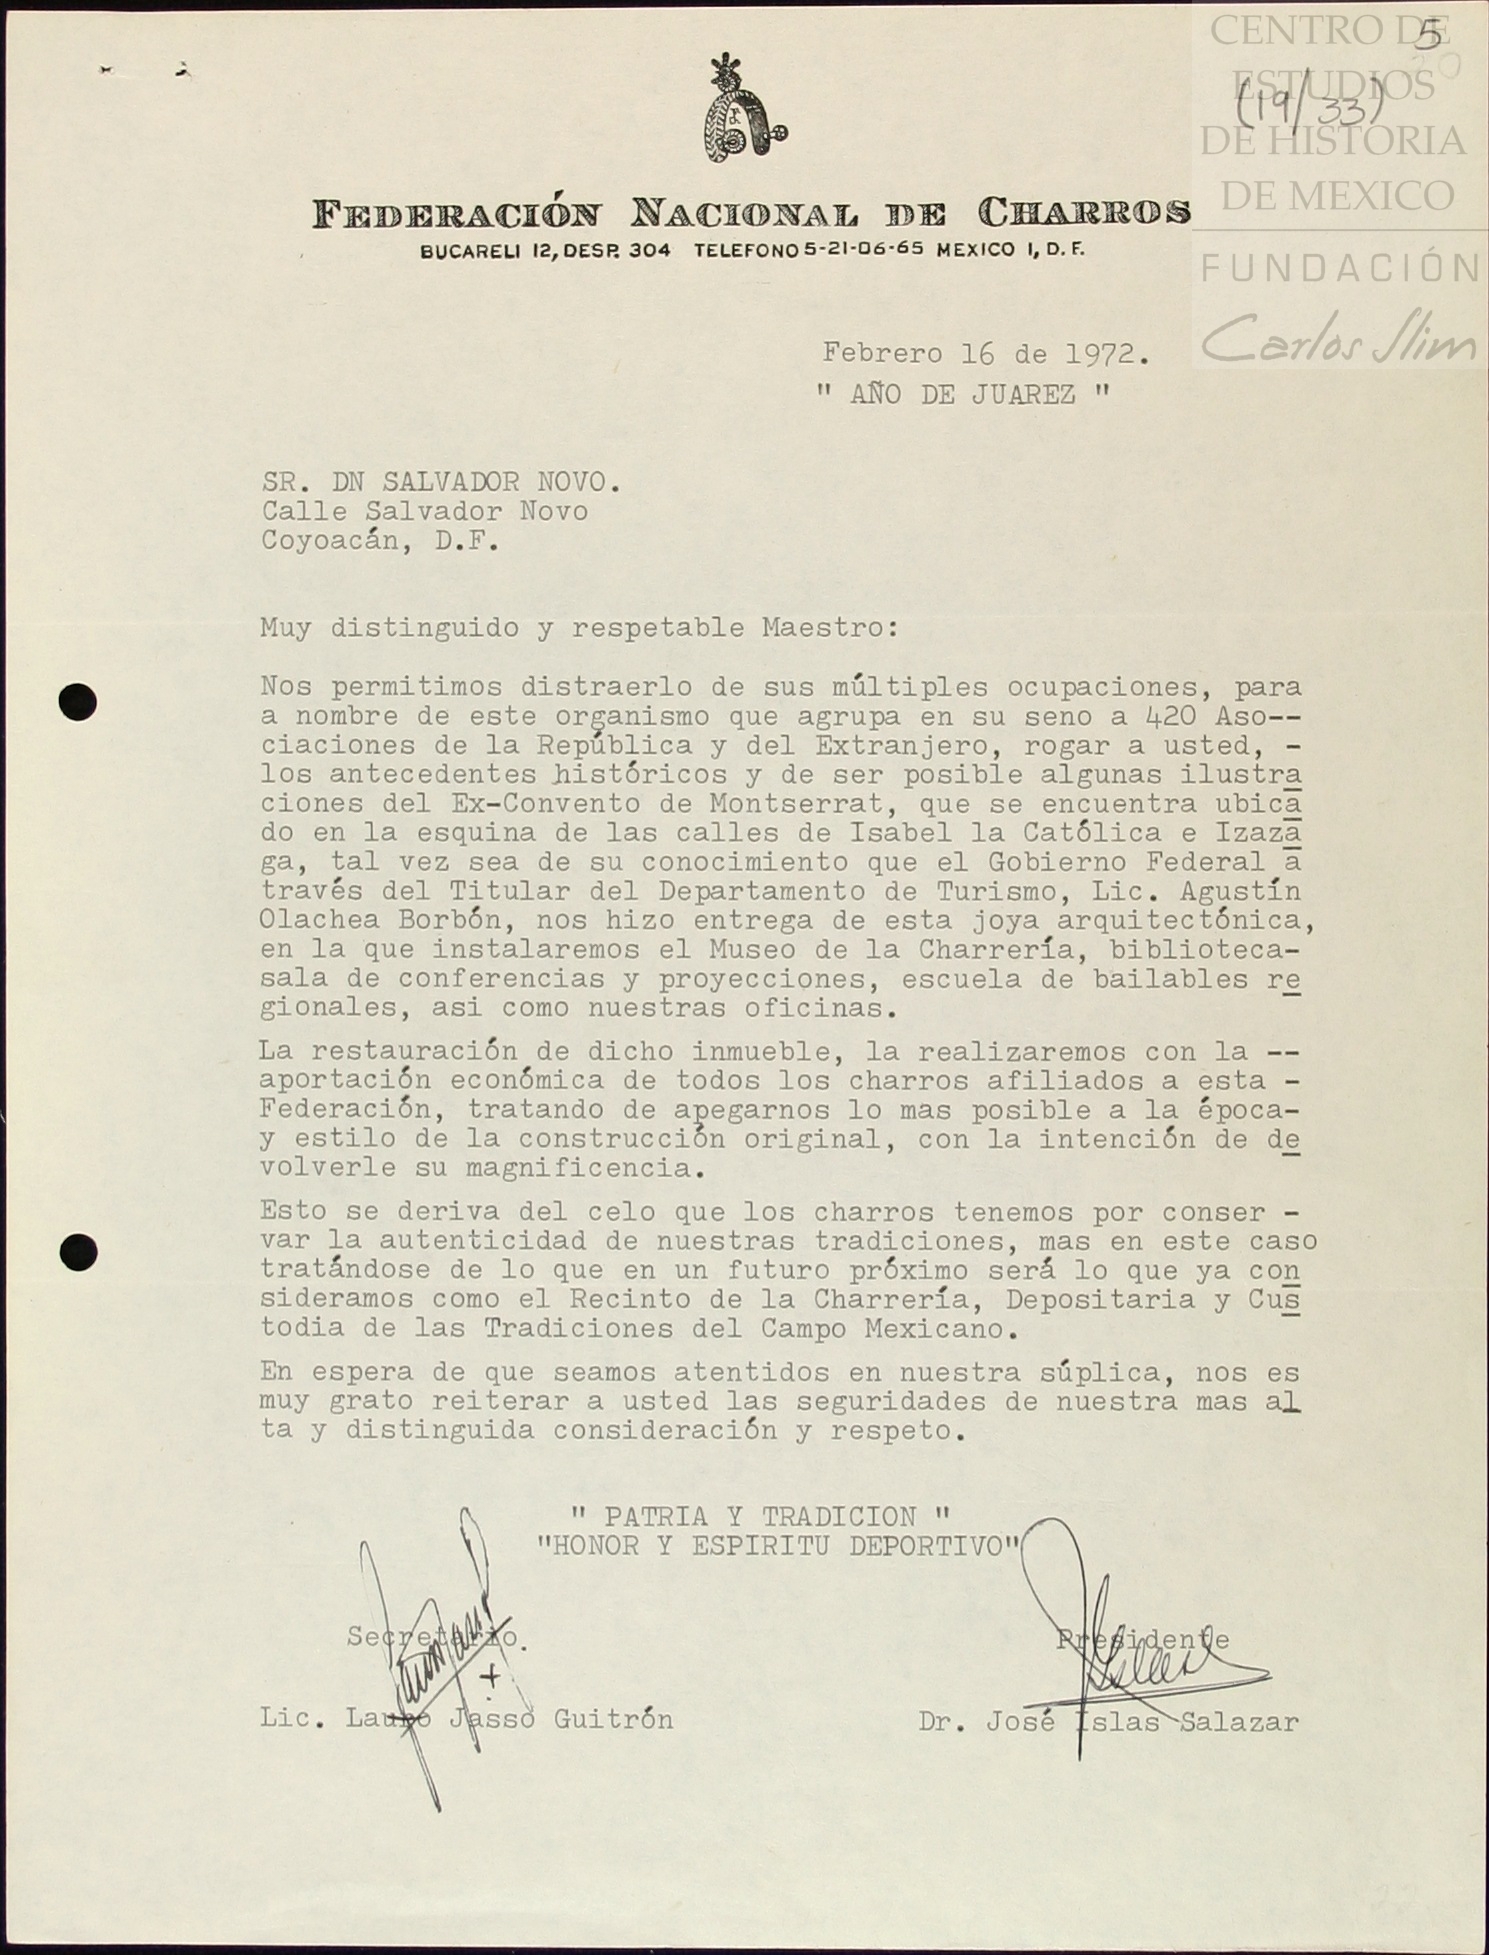 CENTRO DE
ESTUDIOS
DE HISTORIA
DE MEXICO
FUNDACIÓN
Carlos Slim
5
(19/33)
FEDERACIÓN NACIONAL DE CHARROS
BUCARELI 12, DESP. 304 TELEFONO 5-21-06-65 MEXICO 1, D. F.
Febrero 16 de 1972.
" AÑO DE JUAREZ "
SR. DN SALVADOR NOVO.
Calle Salvador Novo
Coyoacán, D.F.
Muy distinguido y respetable Maestro:
Nos permitimos distraerlo de sus múltiples ocupaciones, para
a nombre de este organismo que agrupa en su seno a 420 Aso--
ciaciones de la República y del Extranjero, rogar a usted, -
los antecedentes históricos y de ser posible algunas ilustra
ciones del Ex-Convento de Montserrat, que se encuentra ubica
do en la esquina de las calles de Isabel la Católica e Izaza
ga, tal vez sea de su conocimiento que el Gobierno Federal a
través del Titular del Departamento de Turismo, Lic. Agustín
Olachea Borbón, nos hizo entrega de esta joya arquitectónica,
en la que instalaremos el Museo de la Charrería, biblioteca-
sala de conferencias y proyecciones, escuela de bailables re
gionales, asi como nuestras oficinas.
La restauración de dicho inmueble, la realizaremos con la --
aportación económica de todos los charros afiliados a esta -
Federación, tratando de apegarnos lo mas posible a la época-
y estilo de la construcción original, con la intención de de
volverle su magnificencia.
Esto se deriva del celo que los charros tenemos por conser -
var la autenticidad de nuestras tradiciones, mas en este caso
tratándose de lo que en un futuro próximo será lo que ya con
sideramos como el Recinto de la Charrería, Depositaria y Cus
todia de las Tradiciones del Campo Mexicano.
En espera de que seamos atentidos en nuestra súplica, nos es
muy grato reiterar a usted las seguridades de nuestra mas al
ta y distinguida consideración y respeto.
" PATRIA Y TRADICION "
"HONOR Y ESPIRITU DEPORTIVO"
Secretario.
Presidente
Lic. Lauro Jasso Guitrón
Dr. José Islas Salazar